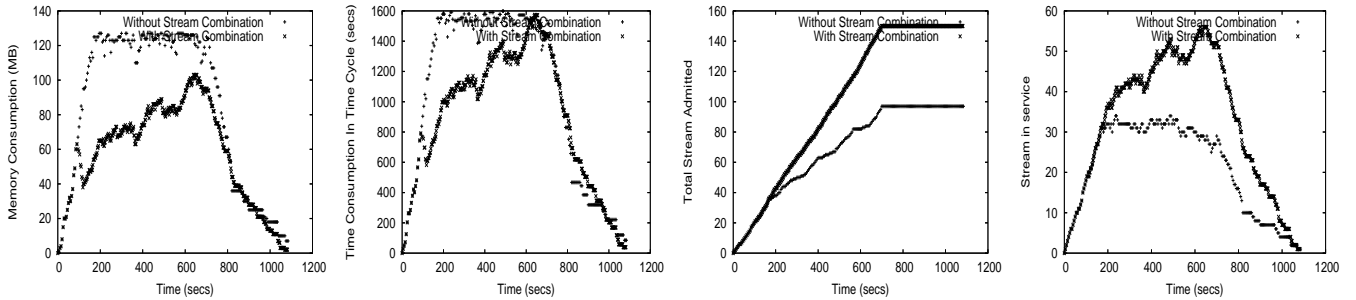 140
120
100
80
60
40
20
0
Without Stream Combination
With Stream Combination
Memory Consumption (MB)
0 200 400 600 800 1000 1200
Time (secs)
1600
1400
1200
1000
800
600
400
200
0
Without Stream Combination
With Stream Combination
Time Consumption In Time Cycle (secs)
0 200 400 600 800 1000 1200
Time (secs)
160
140
120
100
80
60
40
20
0
Without Stream Combination
With Stream Combination
Total Stream Admitted
0 200 400 600 800 1000 1200
Time (secs)
60
50
40
30
20
10
0
Without Stream Combination
With Stream Combination
Stream in service
0 200 400 600 800 1000 1200
Time (secs)